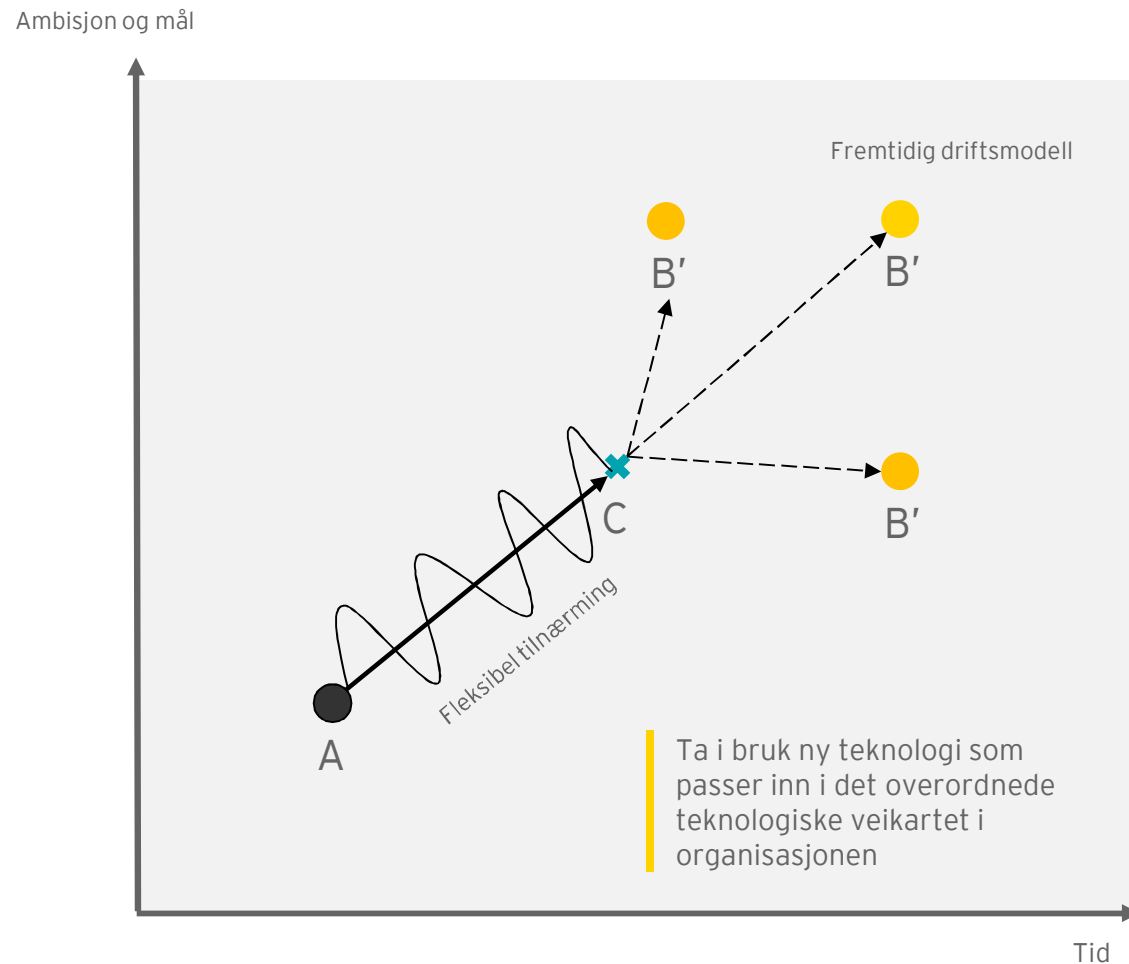 Ambisjon og mål
Fremtidig driftsmodell
B'
B'
C
B'
Fleksibel tilnærming
A
Ta i bruk ny teknologi som
passer inn i det overordnede
teknologiske veikartet i
organisasjonen
Tid